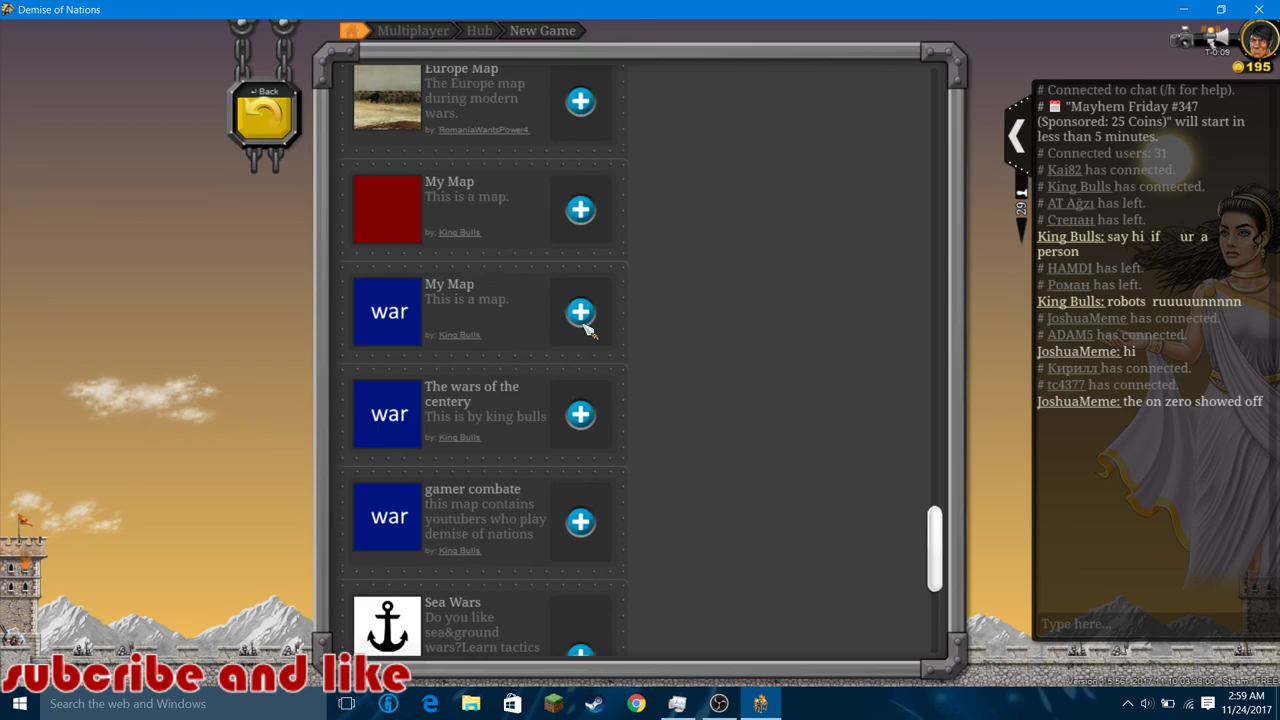 Demise of Nations
Multiplayer Hub New Game
Back
T-0:09
195
Europe Map
The Europe map
during modern
wars.
by: RomaniaWantsPower4
My Map
This is a map.
by: King Bulls
war
My Map
This is a map.
by: King Bulls
war
The wars of the
centery
This is by king bulls
by: King Bulls
war
gamer combate
this map contains
youtubers who play
demise of nations
by: King Bulls
Sea Wars
Do you like
sea&ground
wars?Learn tactics
29
# Connected to chat (/h for help).
# "Mayhem Friday #347
(Sponsored: 25 Coins)" will start in
less than 5 minutes.
# Connected users: 31
# Kai82 has connected.
# King Bulls has connected.
# AT Ağzı has left.
# Степан has left.
King Bulls: say hi if ur a
person
# HAMDI has left.
# Роман has left.
King Bulls: robots ruuuunnnnn
# JoshuaMeme has connected.
# ADAM5 has connected.
JoshuaMeme: hi
# Кирилл has connected.
# tc4377 has connected.
JoshuaMeme: the on zero showed off
Type here...
subcribe and like
Search the web and Windows
2:59 AM
11/24/2017